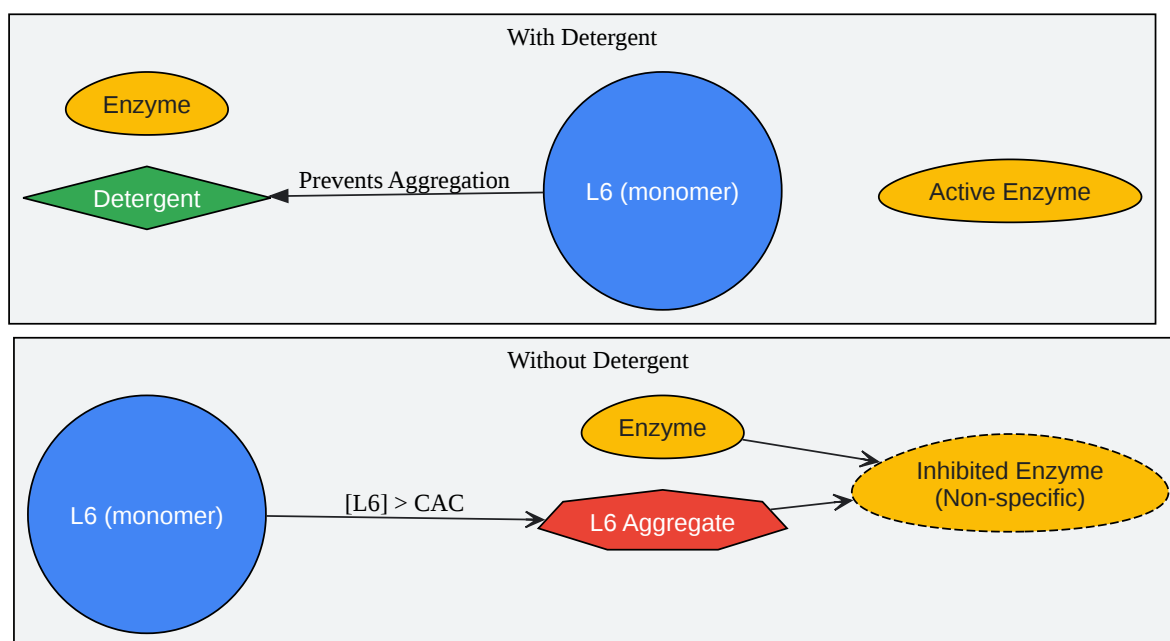 With Detergent
Enzyme
Detergent
Prevents Aggregation
L6 (monomer)
Active Enzyme
Without Detergent
L6 (monomer)
[L6] > CAC
Enzyme
L6 Aggregate
Inhibited Enzyme
(Non-specific)